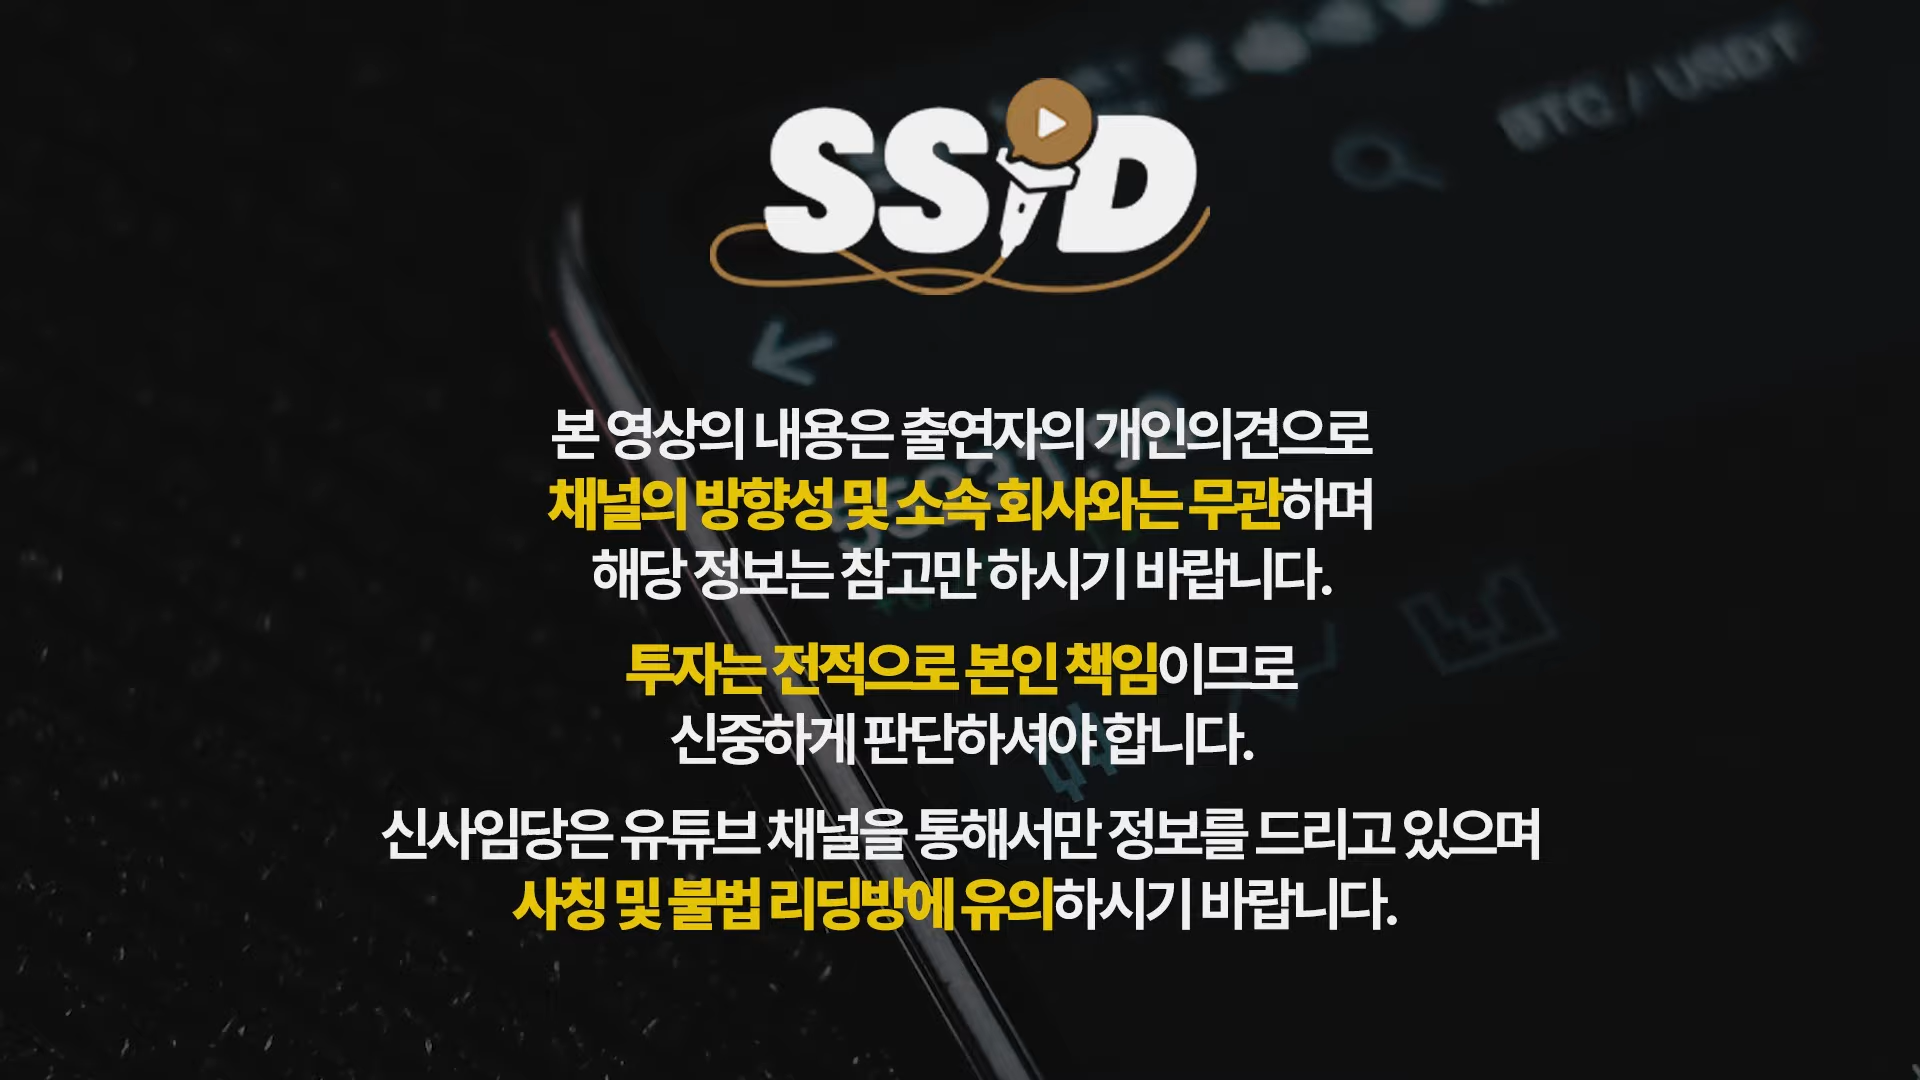 BTC / USDT
SSiD
본 영상의 내용은 출연자의 개인의견으로
채널의 방향성 및 소속 회사와는 무관하며
해당 정보는 참고만 하시기 바랍니다.
투자는 전적으로 본인 책임이므로
신중하게 판단하셔야 합니다.
신사임당은 유튜브 채널을 통해서만 정보를 드리고 있으며
사칭 및 불법 리딩방에 유의하시기 바랍니다.